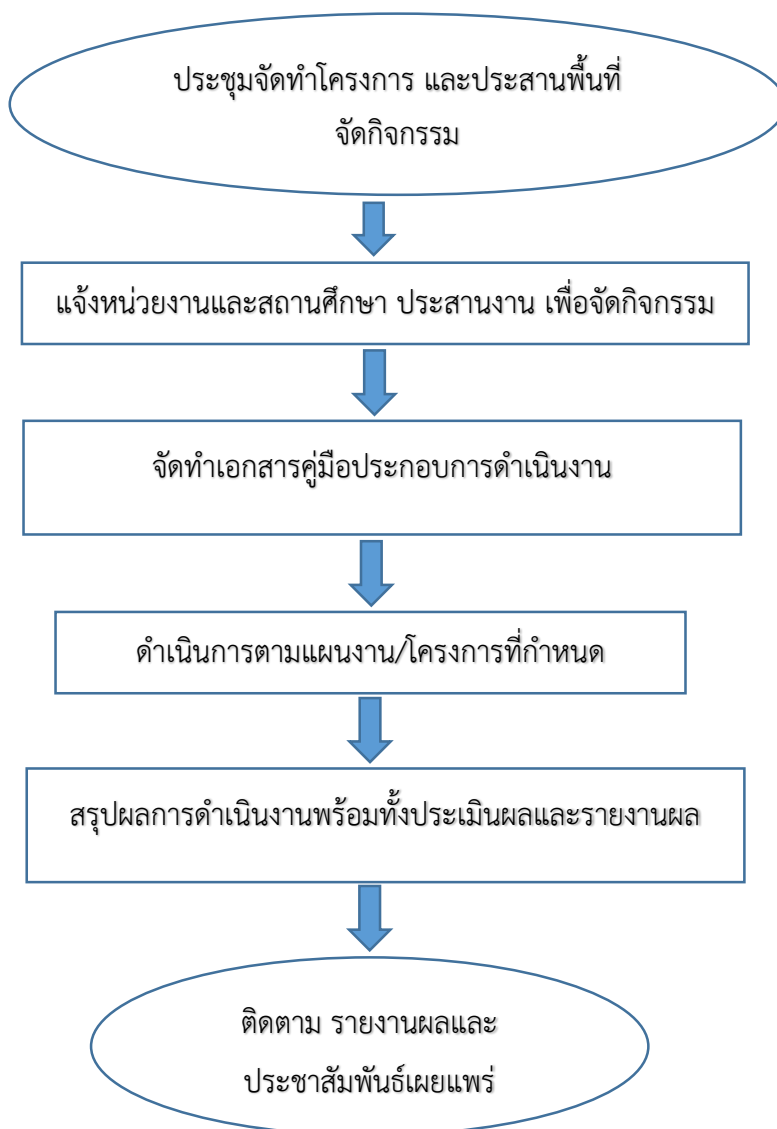 ประชุมจัดทำโครงการ และประสานพื้นที่
จัดกิจกรรม
แจ้งหน่วยงานและสถานศึกษา ประสานงาน เพื่อจัดกิจกรรม
จัดทำเอกสารคู่มือประกอบการดำเนินงาน
ดำเนินการตามแผนงาน/โครงการที่กำหนด
สรุปผลการดำเนินงานพร้อมทั้งประเมินผลและรายงานผล
ติดตาม รายงานผลและ
ประชาสัมพันธ์เผยแพร่